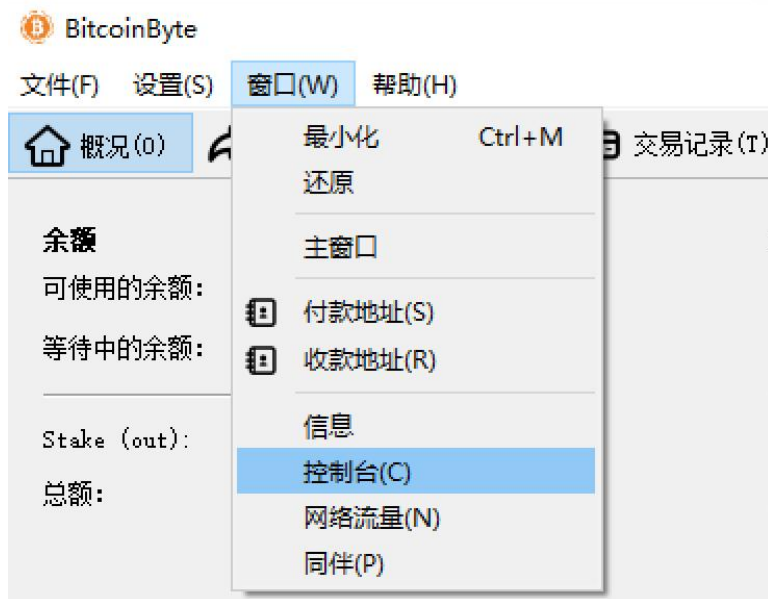 BitcoinByte
文件(F) 设置(S) 窗口(W) 帮助(H)
概况(O) 交易记录(T)
最小化 Ctrl+M
还原
主窗口
付款地址(S)
收款地址(R)
信息
控制台(C)
网络流量(N)
同伴(P)
余额
可使用的余额:
等待中的余额:
Stake (out):
总额: